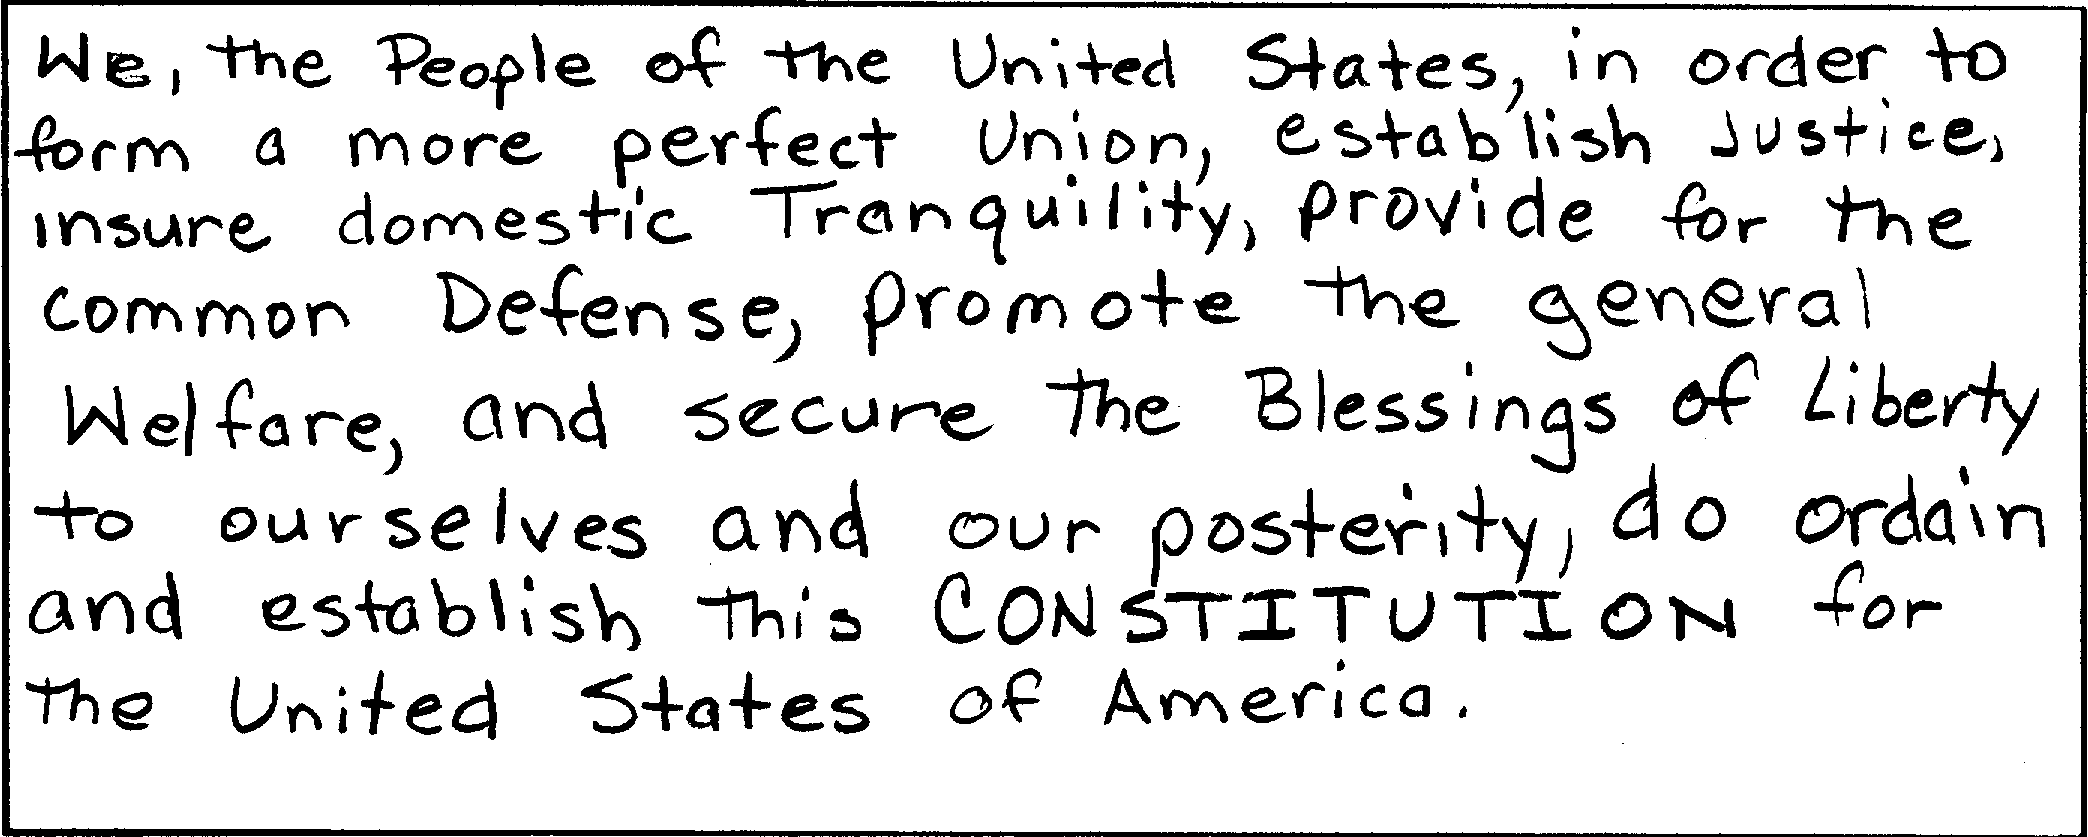 We, the People of the United States, in order to
form a more perfect Union, establish Justice,
insure domestic Tranquility, provide for the
common Defense, promote the general
Welfare, and secure the Blessings of Liberty
to ourselves and our posterity, do ordain
and establish this CONSTITUTION for
the United States of America.